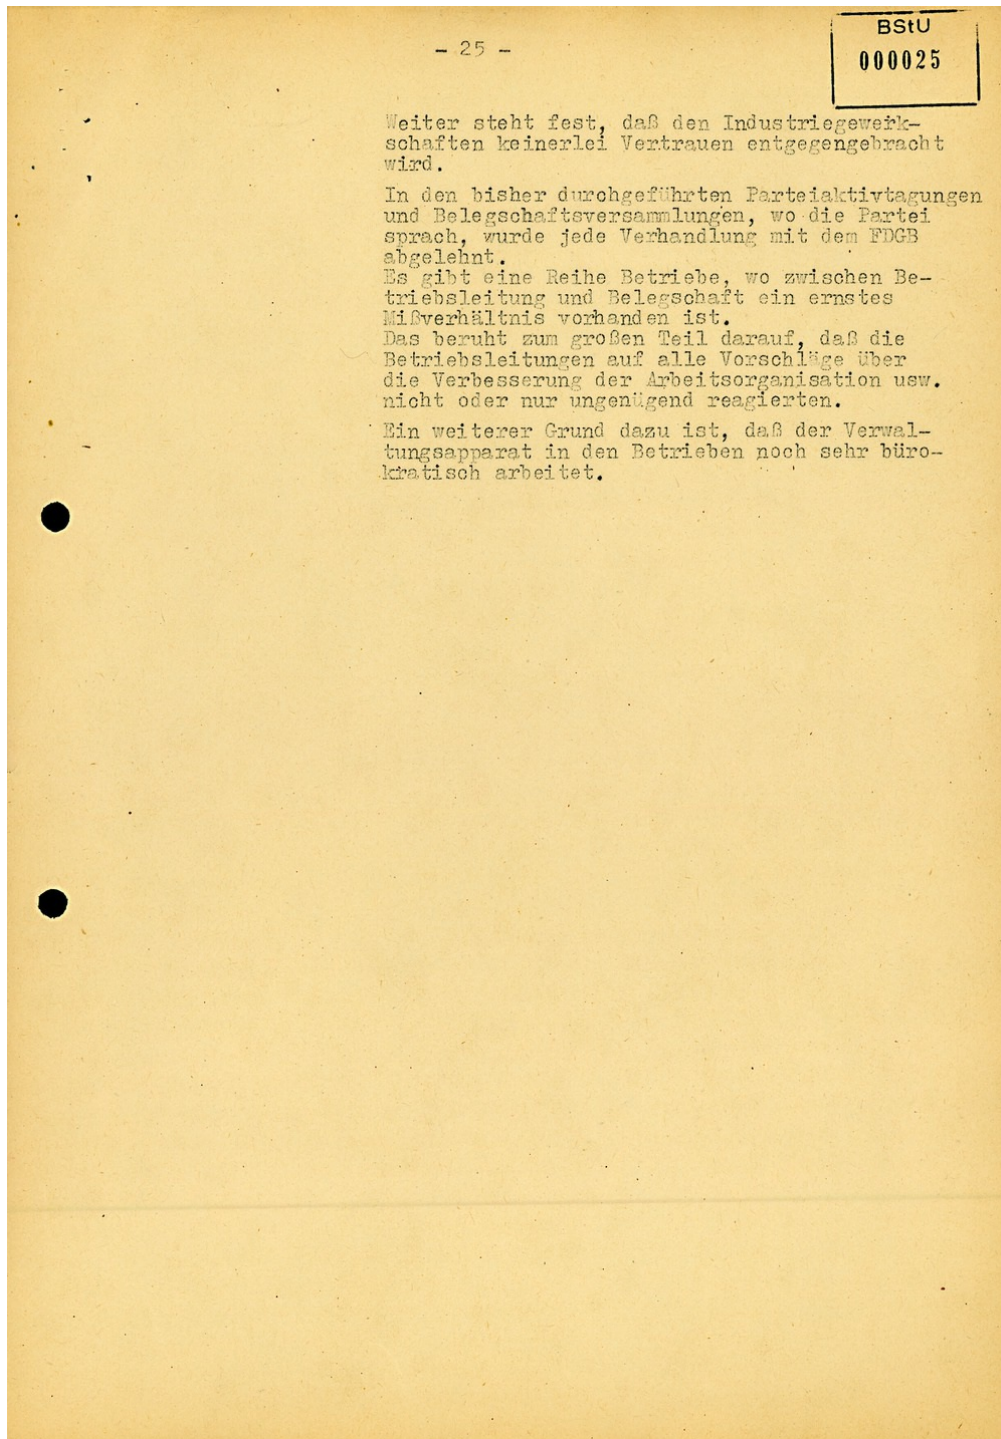 - 25 -
BStU
000025
Weiter steht fest, daß den Industriegewerk-
schaften keinerlei Vertrauen entgegengebracht
wird.
In den bisher durchgeführten Parteiaktivtagungen
und Belegschaftsversammlungen, wo die Partei
sprach, wurde jede Verhandlung mit dem FDGB
abgelehnt.
Es gibt eine Reihe Betriebe, wo zwischen Be-
triebsleitung und Belegschaft ein ernstes
Mißverhältnis vorhanden ist.
Das beruht zum großen Teil darauf, daß die
Betriebsleitungen auf alle Vorschläge über
die Verbesserung der Arbeitsorganisation usw.
nicht oder nur ungenügend reagierten.
Ein weiterer Grund dazu ist, daß der Verwal-
tungsapparat in den Betrieben noch sehr büro-
kratisch arbeitet.